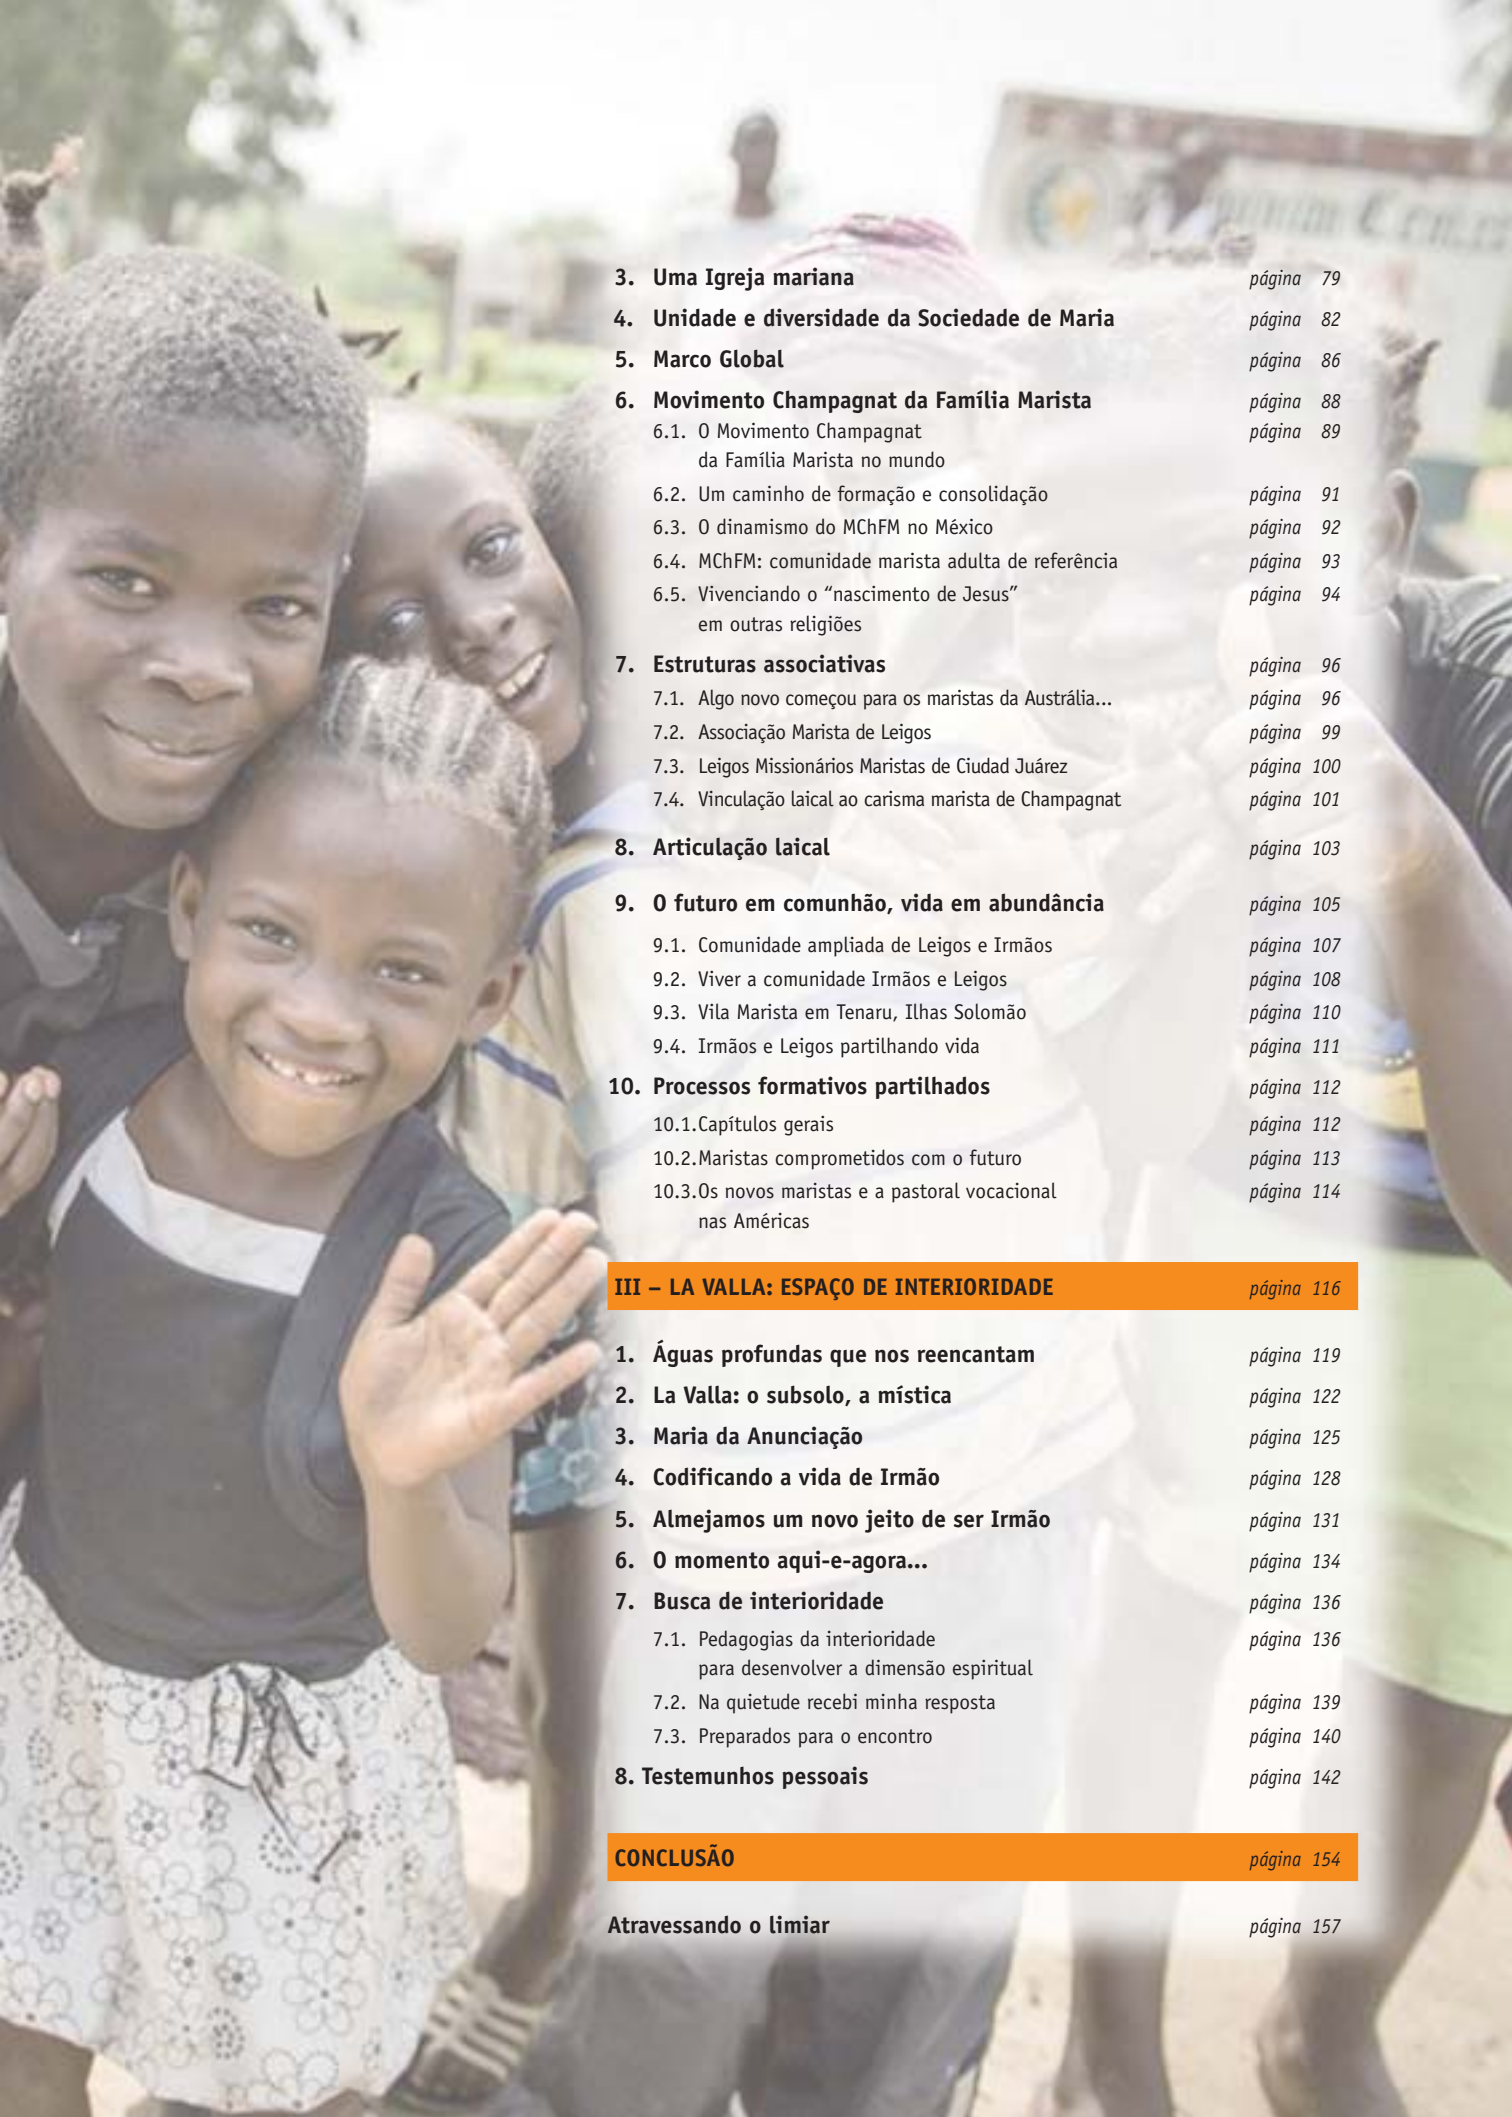 3. Uma Igreja mariana página 79
4. Unidade e diversidade da Sociedade de Maria página 82
5. Marco Global página 86
6. Movimento Champagnat da Família Marista página 88
6.1. O Movimento Champagnat página 89
da Família Marista no mundo
6.2. Um caminho de formação e consolidação página 91
6.3. O dinamismo do MChFM no México página 92
6.4. MChFM: comunidade marista adulta de referência página 93
6.5. Vivenciando o “nascimento de Jesus” página 94
em outras religiões
7. Estruturas associativas página 96
7.1. Algo novo começou para os maristas da Austrália... página 96
7.2. Associação Marista de Leigos página 99
7.3. Leigos Missionários Maristas de Ciudad Juárez página 100
7.4. Vinculação laical ao carisma marista de Champagnat página 101
8. Articulação laical página 103
9. O futuro em comunhão, vida em abundância página 105
9.1. Comunidade ampliada de Leigos e Irmãos página 107
9.2. Viver a comunidade Irmãos e Leigos página 108
9.3. Vila Marista em Tenaru, Ilhas Solomão página 110
9.4. Irmãos e Leigos partilhando vida página 111
10. Processos formativos partilhados página 112
10.1.Capítulos gerais página 112
10.2.Maristas comprometidos com o futuro página 113
10.3.Os novos maristas e a pastoral vocacional página 114
nas Américas
III – LA VALLA: ESPAÇO DE INTERIORIDADE página 116
1. Águas profundas que nos reencantam página 119
2. La Valla: o subsolo, a mística página 122
3. Maria da Anunciação página 125
4. Codificando a vida de Irmão página 128
5. Almejamos um novo jeito de ser Irmão página 131
6. O momento aqui-e-agora... página 134
7. Busca de interioridade página 136
7.1. Pedagogias da interioridade página 136
para desenvolver a dimensão espiritual
7.2. Na quietude recebi minha resposta página 139
7.3. Preparados para o encontro página 140
8. Testemunhos pessoais página 142
CONCLUSÃO página 154
Atravessando o limiar página 157